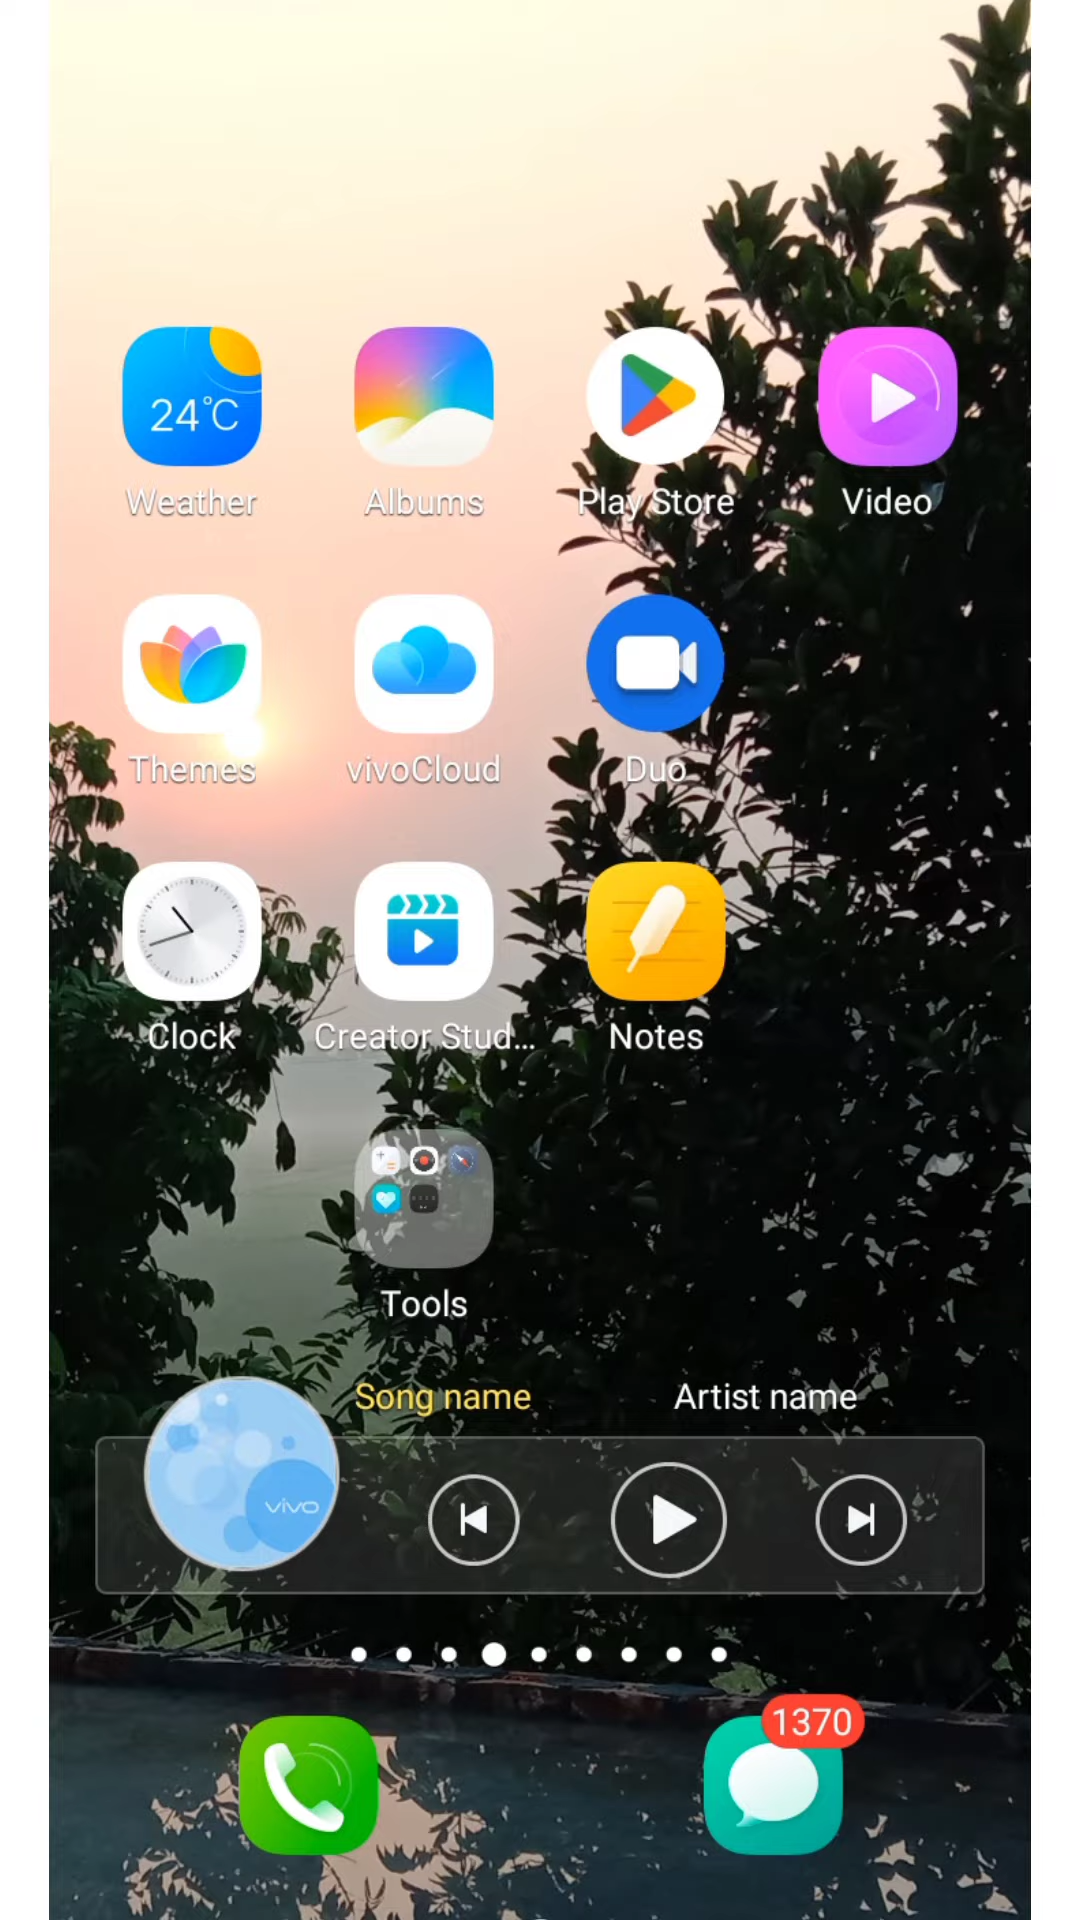 24°C
Weather
Albums
Play Store
Video
Themes
vivoCloud
Duo
Clock
Creator Stud...
Notes
Tools
Song name
Artist name
vivo
1370